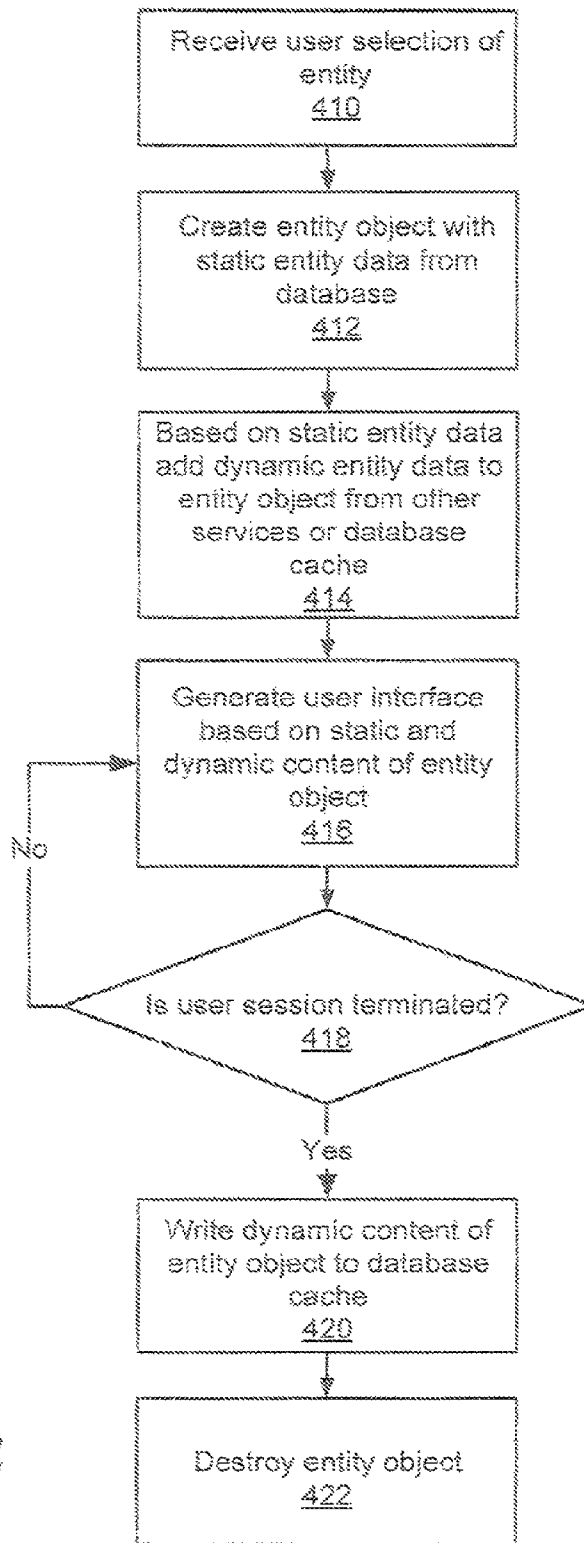 Receive user selection of
entity
410
Create entity object with
static entity data from
database
412
Based on static entity data
add dynamic entity data to
entity object from other
services or database
cache
414
Generate user interface
based on static and
dynamic content of entity
object
416
No
Is user session terminated?
418
Yes
Write dynamic content of
entity object to database
cache
420
Destroy entity object
422